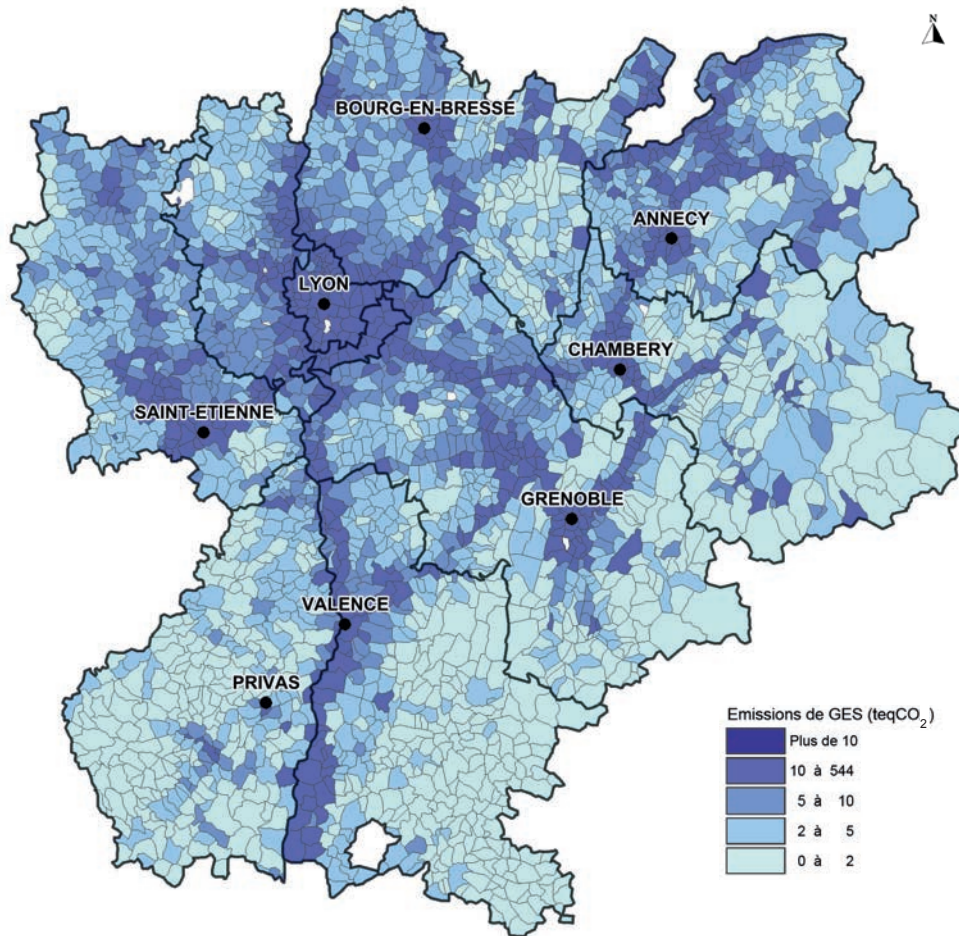 N
BOURG-EN-BRESSE
ANNECY
LYON
CHAMBERY
SAINT-ETIENNE
GRENOBLE
VALENCE
PRIVAS
Emissions de GES (teqCO2)
Plus de 10
10 à 544
5 à 10
2 à 5
0 à 2